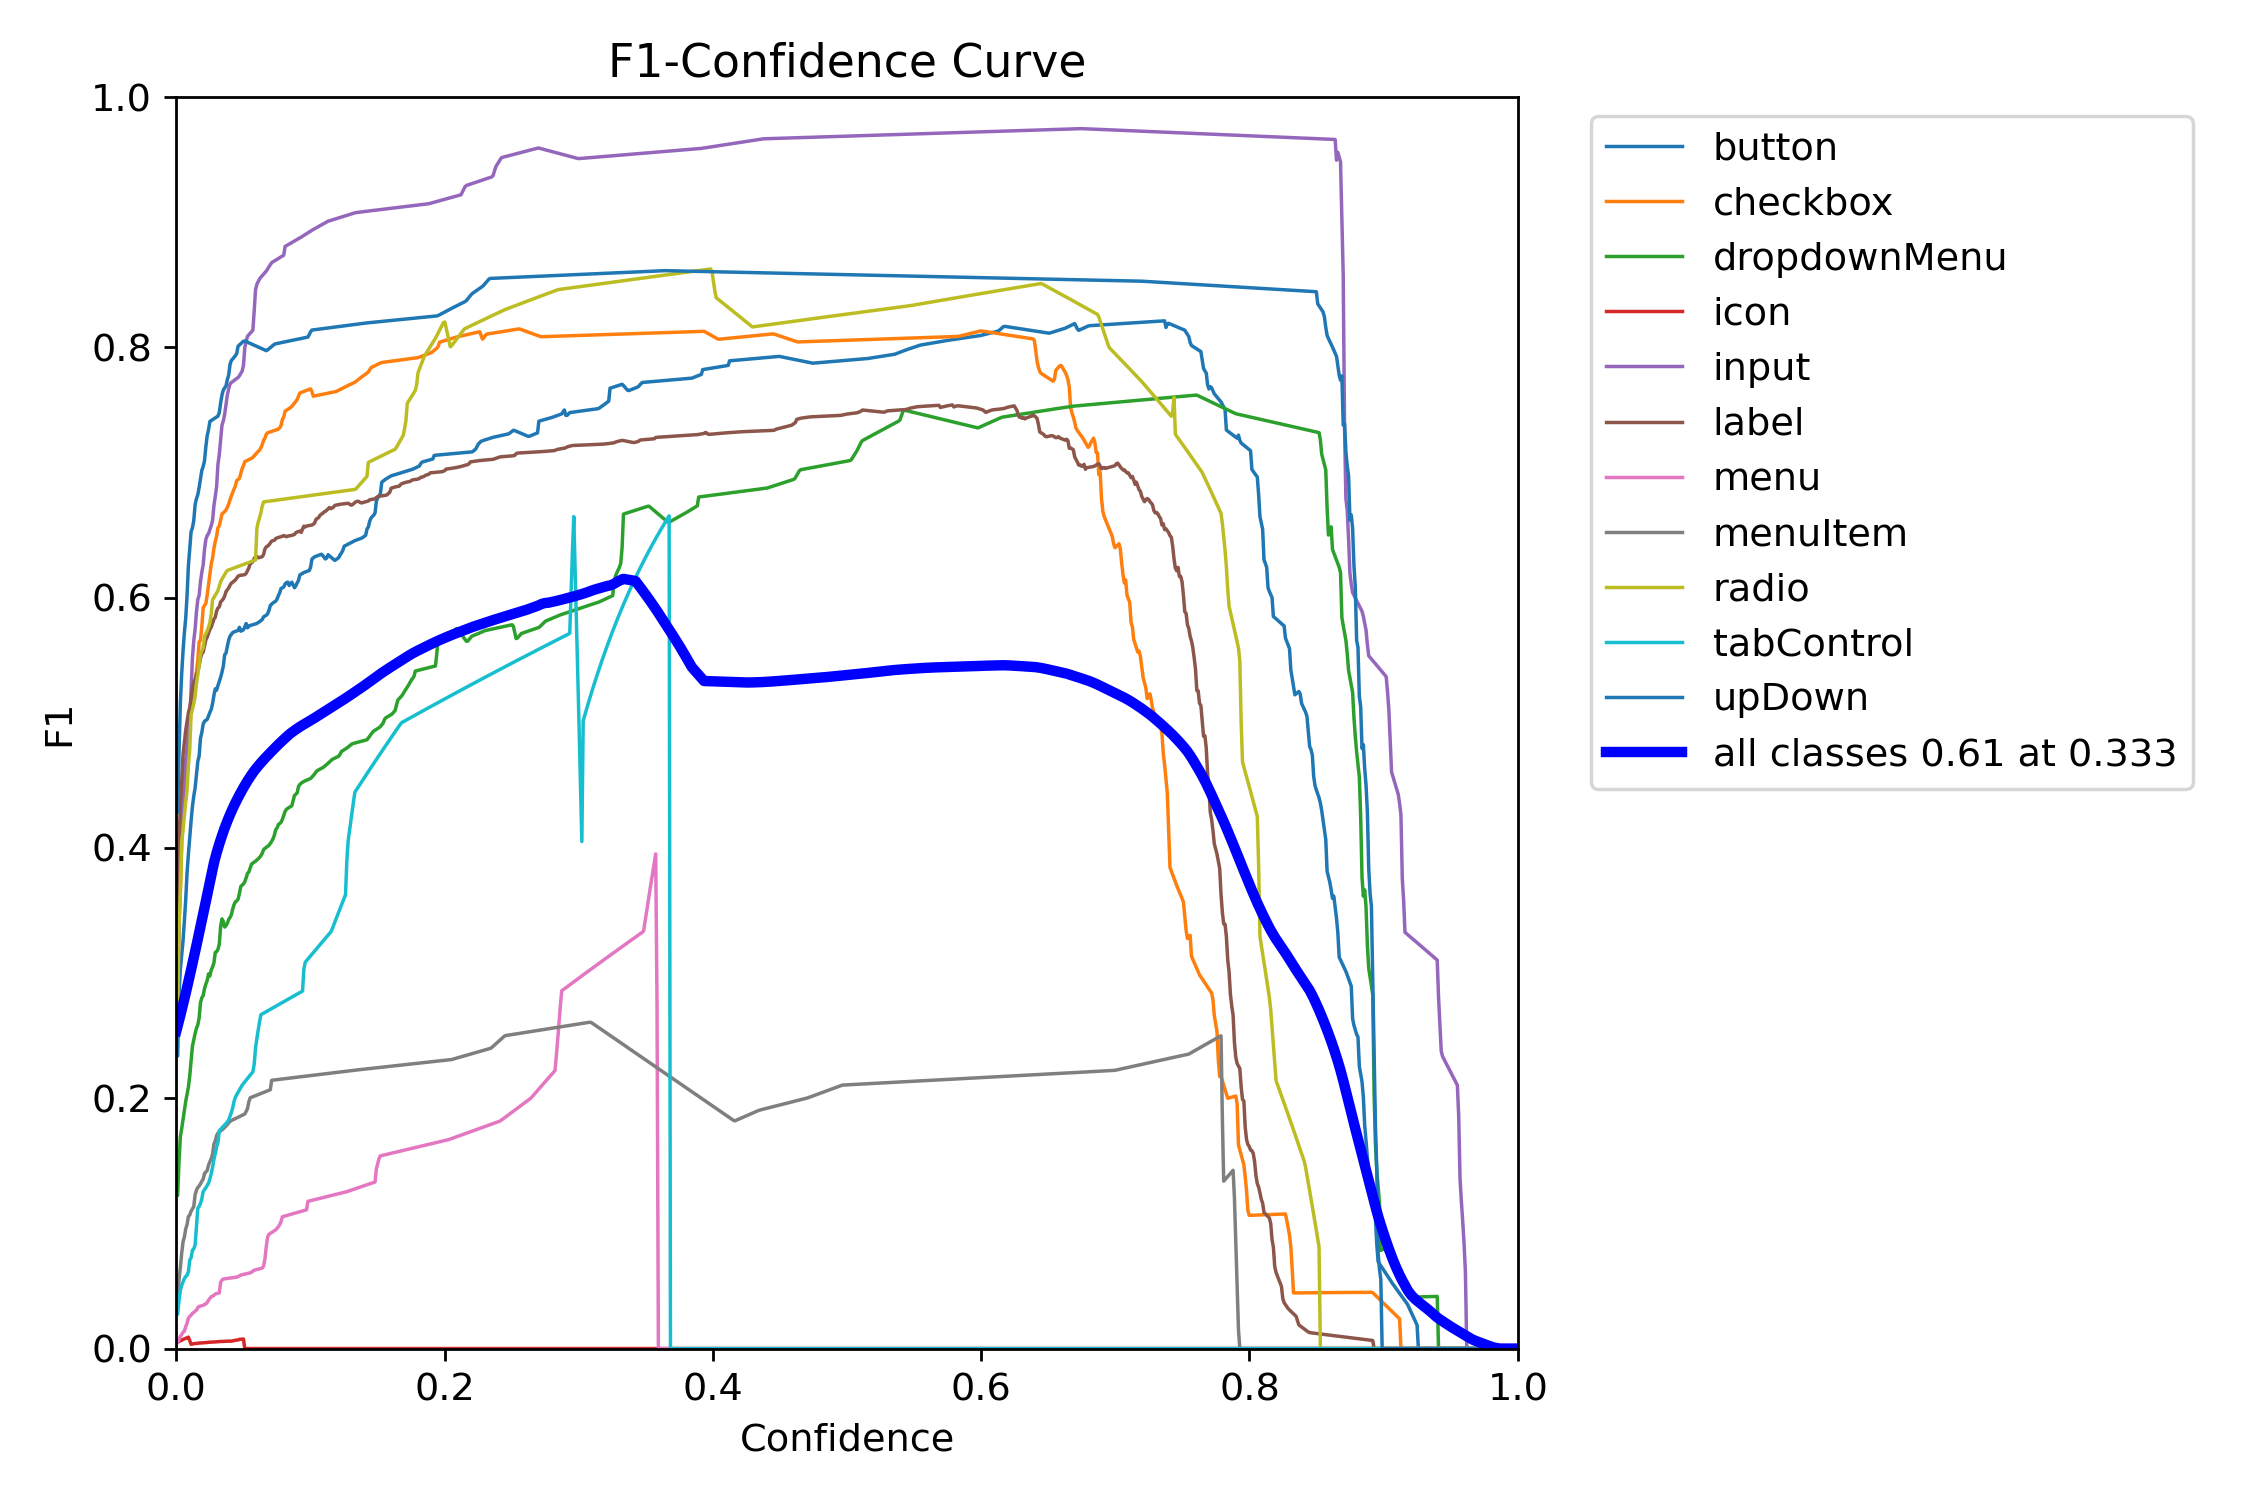 F1-Confidence Curve
1.0
0.8
0.6
0.4
0.2
0.0
F1
0.0 0.2 0.4 0.6 0.8 1.0
Confidence
button
checkbox
dropdownMenu
icon
input
label
menu
menuItem
radio
tabControl
upDown
all classes 0.61 at 0.333